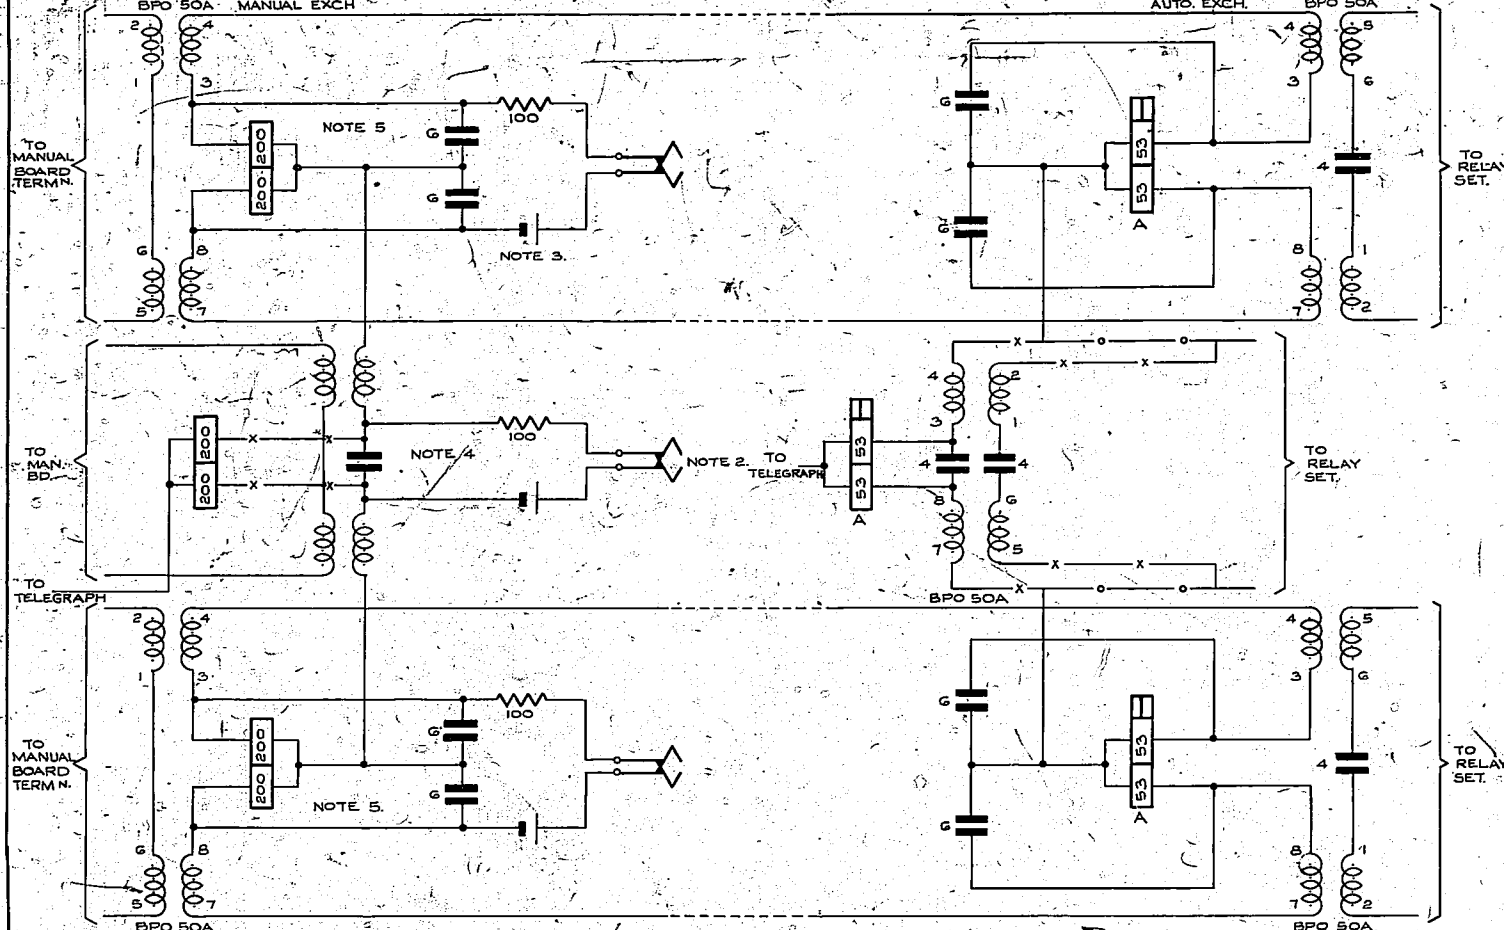 BPO 50A MANUAL EXCH AUTO. EXCH. BPO 50A
2 4 4 5
1 3 3 6
TO MANUAL BOARD TERMN.
200
200
NOTE 5
G
G
100
NOTE 3.
G
G
53
53
A
4
TO RELAY SET.
6 8 8 1
5 7 7 2
TO MAN. BD.
200
200
100
NOTE 4
NOTE 2.
TO TELEGRAPH
53
53
A
4 2
3 1
4 4
8 6
7 5
BPO 50A
TO RELAY SET.
TO TELEGRAPH
2 4 4 5
1 3 3 6
TO MANUAL BOARD TERMN.
200
200
NOTE 5.
G
G
100
G
G
53
53
A
4
TO RELAY SET.
6 8 8 1
5 7 7 2
BPO 50A BPO 50A